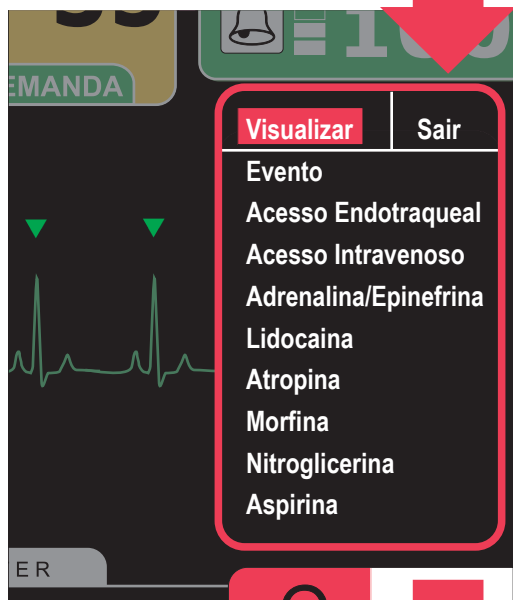 EMANDA
Visualizar Sair
Evento
Acesso Endotraqueal
Acesso Intravenoso
Adrenalina/Epinefrina
Lidocaina
Atropina
Morfina
Nitroglicerina
Aspirina
ER